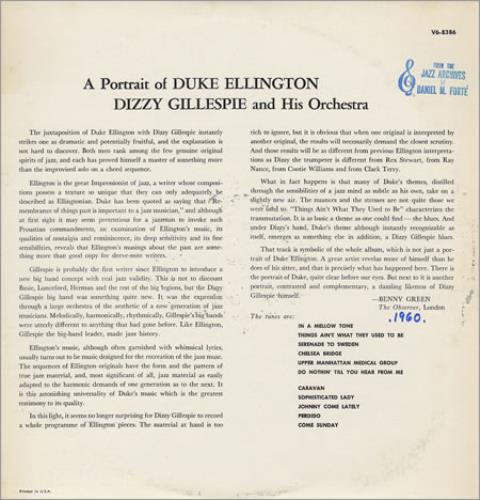 V6-8386
FROM THE
JAZZ ARCHIVES
of
DANIEL M. FORTÉ
A Portrait of DUKE ELLINGTON
DIZZY GILLESPIE and His Orchestra
The juxtaposition of Duke Ellington with Dizzy Gillespie instantly
strikes one as dramatic and potentially fruitful, and the explanation is
not hard to discover. Both men rank among the few genuine original
spirits of jazz, and each has proved himself a master of something more
than the improvised solo on a chord sequence.
Ellington is the great Impressionist of jazz, a writer whose composi-
tions possess a texture so unique that they can only adequately be
described as Ellingtonian. Duke has been quoted as saying that "Re-
membrance of things past is important to a jazz musician," and although
at first sight it may seem pretentious for a jazzman to invoke such
Proustian commandments, an examination of Ellington's music, its
qualities of nostalgia and reminiscence, its deep sensitivity and its fine
sensibilities, reveals that Ellington's musings about the past are some-
thing more than good copy for sleeve-note writers.
Gillespie is probably the first writer since Ellington to introduce a
new big band concept with real jazz validity. This is not to discount
Basie, Lunceford, Herman and the rest of the big legions, but the Dizzy
Gillespie big band was something quite new. It was the expression
through a large orchestra of the aesthetic of a new generation of jazz
musicians. Melodically, harmonically, rhythmically, Gillespie's big bands
were utterly different to anything that had gone before. Like Ellington,
Gillespie the big-band leader, made jazz history.
Ellington's music, although often garnished with whimsical lyrics,
usually turns out to be music designed for the recreation of the jazz muse.
The sequences of Ellington originals have the form and the pattern of
true jazz material, and, most significant of all, jazz material as easily
adapted to the harmonic demands of one generation as to the next. It
is this astonishing universality of Duke's music which is the greatest
testimony to its quality.
In this light, it seems no longer surprising for Dizzy Gillespie to record
a whole programme of Ellington pieces. The material at hand is too
rich to ignore, but it is obvious that when one original is interpreted by
another original, the results will necessarily demand the closest scrutiny.
And those results will be as different from previous Ellington interpreta-
tions as Dizzy the trumpeter is different from Rex Stewart, from Ray
Nance, from Cootie Williams and from Clark Terry.
What in fact happens is that many of Duke's themes, distilled
through the sensibilities of a jazz mind as subtle as his own, take on a
slightly new air. The nuances and the stresses are not quite those we
were used to. "Things Ain't What They Used to Be" characterizes the
transmutation. It is as basic a theme as one could find — the blues. And
under Dizzy's hand, Duke's theme although instantly recognizable as
itself, emerges as something else in addition, a Dizzy Gillespie blues.
That track is symbolic of the whole album, which is not just a por-
trait of Duke Ellington. A great artist reveals more of himself than he
does of his sitter, and that is precisely what has happened here. There is
the portrait of Duke, quite clear before our eyes. But next to it is another
portrait, contrasted and complementary, a dazzling likeness of Dizzy
Gillespie himself.
—BENNY GREEN
The Observer, London
1960.
The tunes are:
IN A MELLOW TONE
THINGS AIN'T WHAT THEY USED TO BE
SERENADE TO SWEDEN
CHELSEA BRIDGE
UPPER MANHATTAN MEDICAL GROUP
DO NOTHIN' TILL YOU HEAR FROM ME
CARAVAN
SOPHISTICATED LADY
JOHNNY COME LATELY
PERDIDO
COME SUNDAY
Printed in U.S.A.